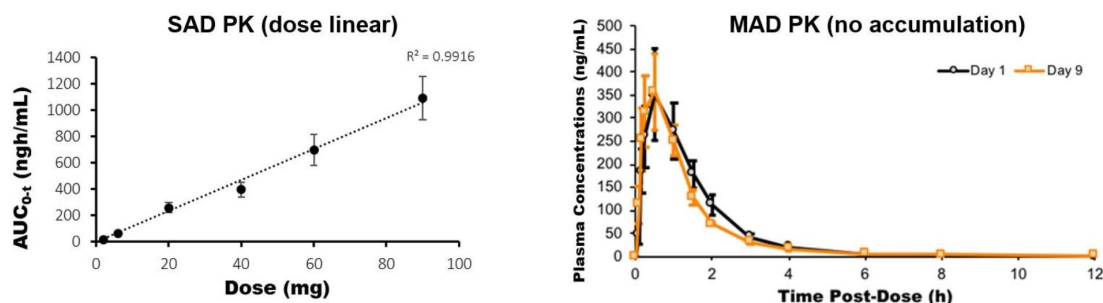 SAD PK (dose linear)
R² = 0.9916
1400
1200
1000
800
600
400
200
0
AUC0-t (ngh/mL)
0 20 40 60 80 100
Dose (mg)
MAD PK (no accumulation)
500
450
400
350
300
250
200
150
100
50
0
Plasma Concentrations (ng/mL)
Day 1 Day 9
0 2 4 6 8 10 12
Time Post-Dose (h)